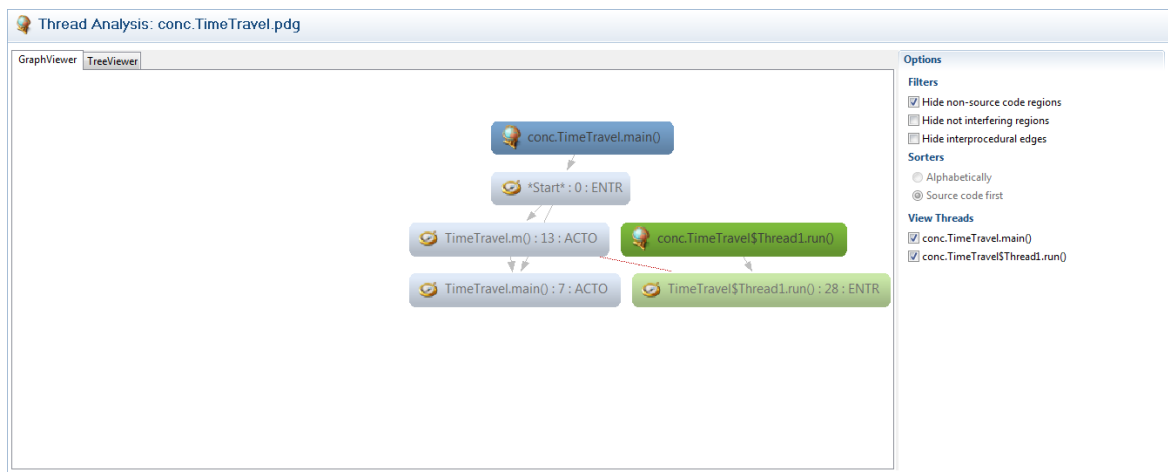 Thread Analysis: conc.TimeTravel.pdg
GraphViewer
TreeViewer
conc.TimeTravel.main()
*Start* : 0 : ENTR
TimeTravel.m() : 13 : ACTO
conc.TimeTravel$Thread1.run()
TimeTravel.main() : 7 : ACTO
TimeTravel$Thread1.run() : 28 : ENTR
Options
Filters
Hide non-source code regions
Hide not interfering regions
Hide interprocedural edges
Sorters
Alphabetically
Source code first
View Threads
conc.TimeTravel.main()
conc.TimeTravel$Thread1.run()